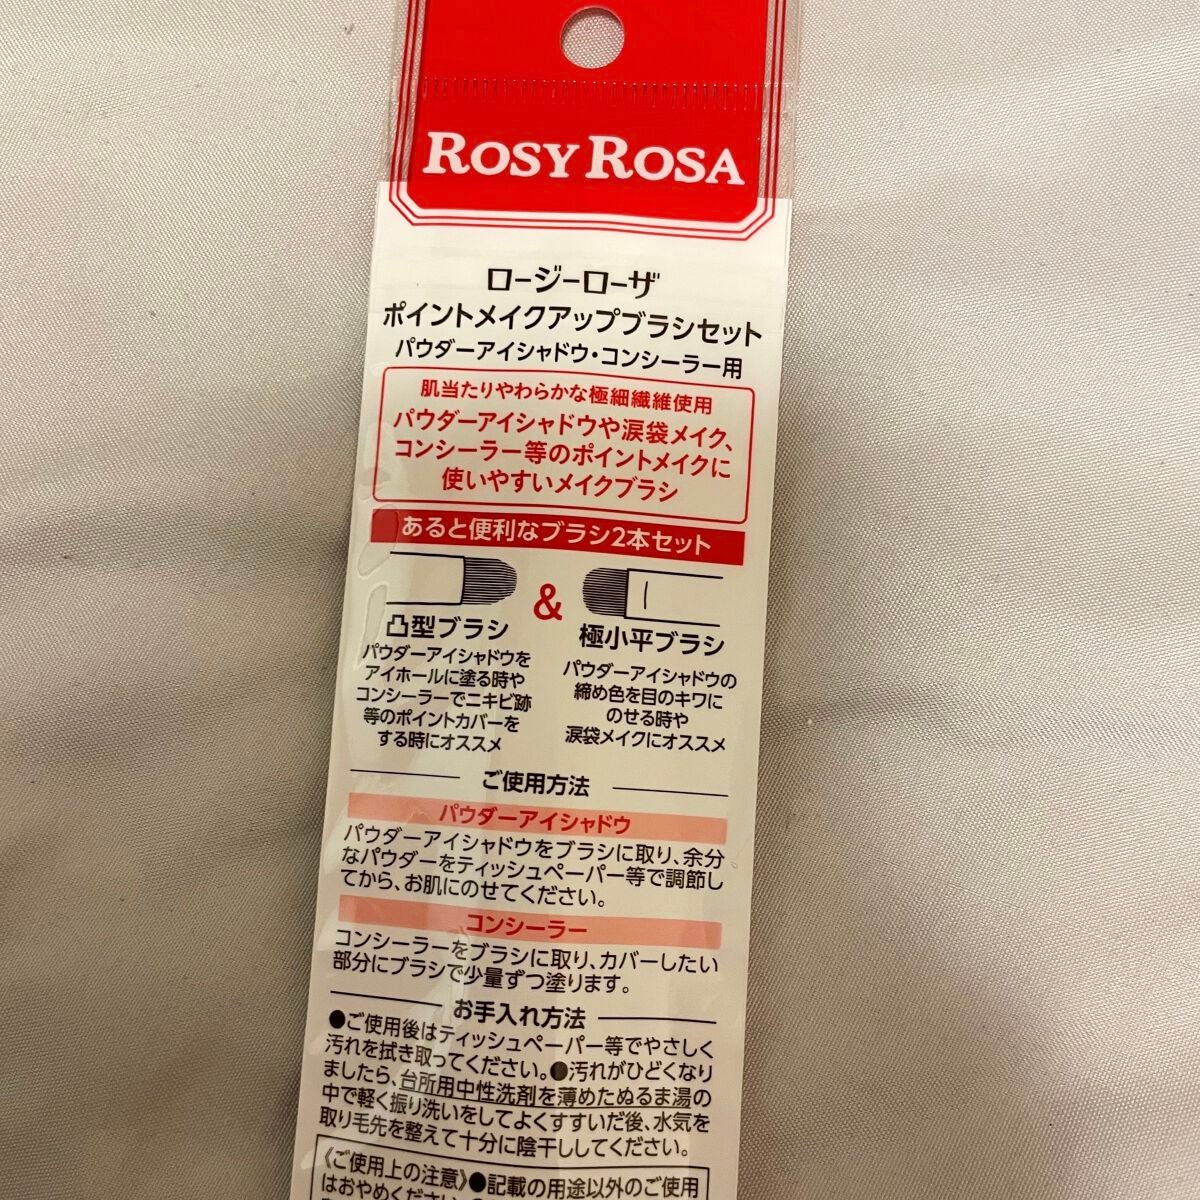 ROSY ROSA
ロージーローザ
ポイントメイクアップブラシセット
パウダーアイシャドウ・コンシーラー用
肌当たりやわらかな極細繊維使用
パウダーアイシャドウや涙袋メイク、
コンシーラー等のポイントメイクに
使いやすいメイクブラシ
あると便利なブラシ2本セット
&
凸型ブラシ
パウダーアイシャドウを
アイホールに塗る時や
コンシーラーでニキビ跡
等のポイントカバーを
する時にオススメ
極小平ブラシ
パウダーアイシャドウの
締め色を目のキワに
のせる時や
涙袋メイクにオススメ
ご使用方法
パウダーアイシャドウ
パウダーアイシャドウをブラシに取り、余分
なパウダーをティッシュペーパー等で調節し
てから、お肌にのせてください。
コンシーラー
コンシーラーをブラシに取り、カバーしたい
部分にブラシで少量ずつ塗ります。
お手入れ方法
●ご使用後はティッシュペーパー等でやさしく
汚れを拭き取ってください。●汚れがひどくなり
ましたら、台所用中性洗剤を薄めたぬるま湯の
中で軽く振り洗いをしてよくすすいだ後、水気を
取り毛先を整えて十分に陰干ししてください。
《ご使用上の注意》●記載の用途以外のご使用
はおやめください